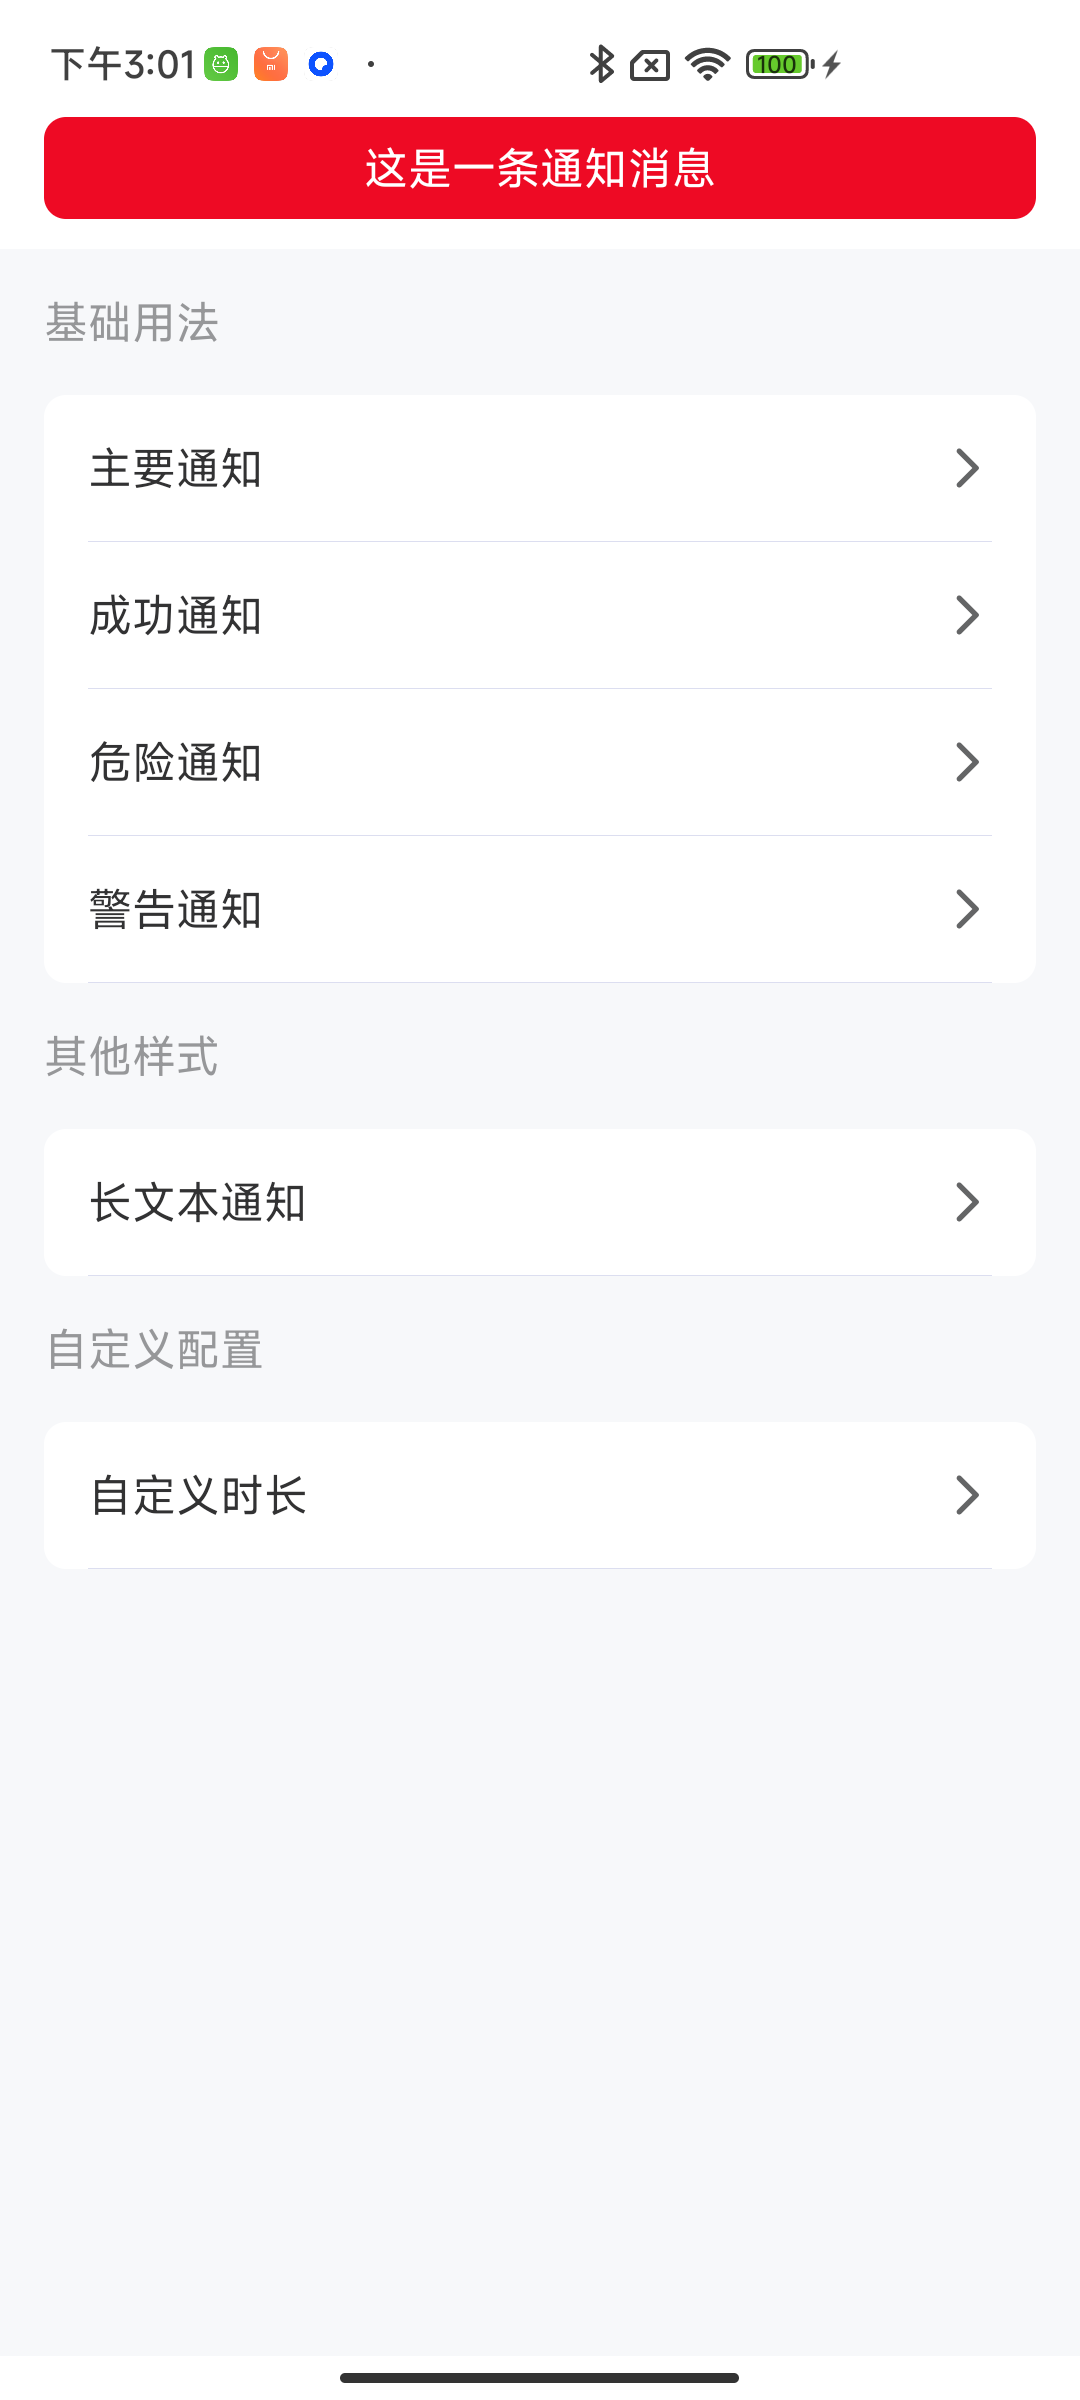 下午3:01
100
这是一条通知消息
基础用法
主要通知
成功通知
危险通知
警告通知
其他样式
长文本通知
自定义配置
自定义时长